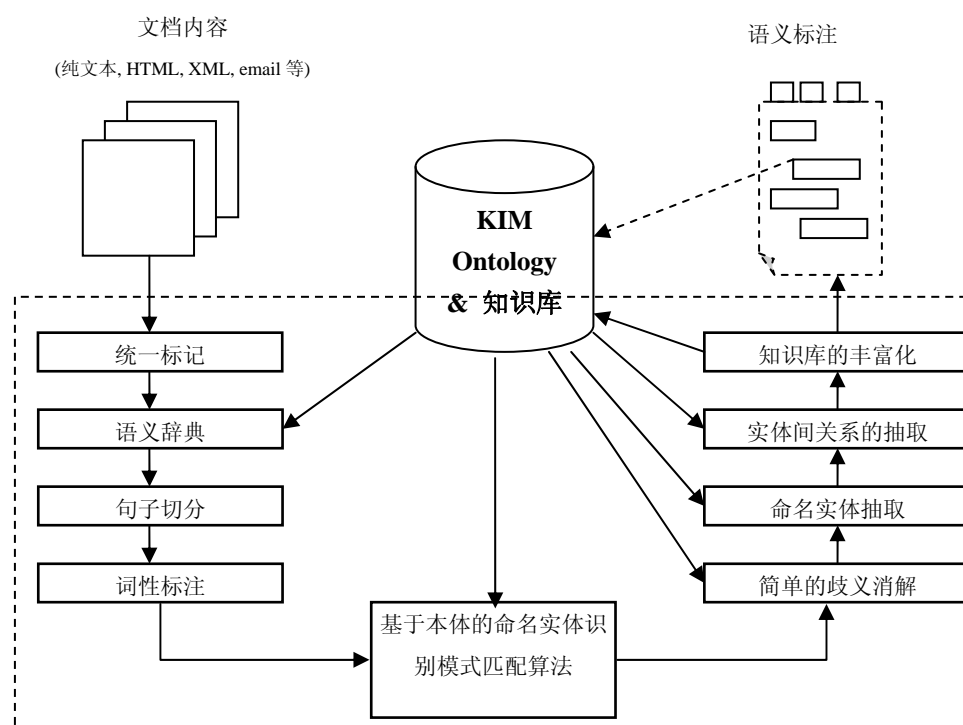 文档内容
(纯文本, HTML, XML, email 等)
语义标注
KIM
Ontology
& 知识库
统一标记
语义辞典
句子切分
词性标注
基于本体的命名实体识
别模式匹配算法
知识库的丰富化
实体间关系的抽取
命名实体抽取
简单的歧义消解